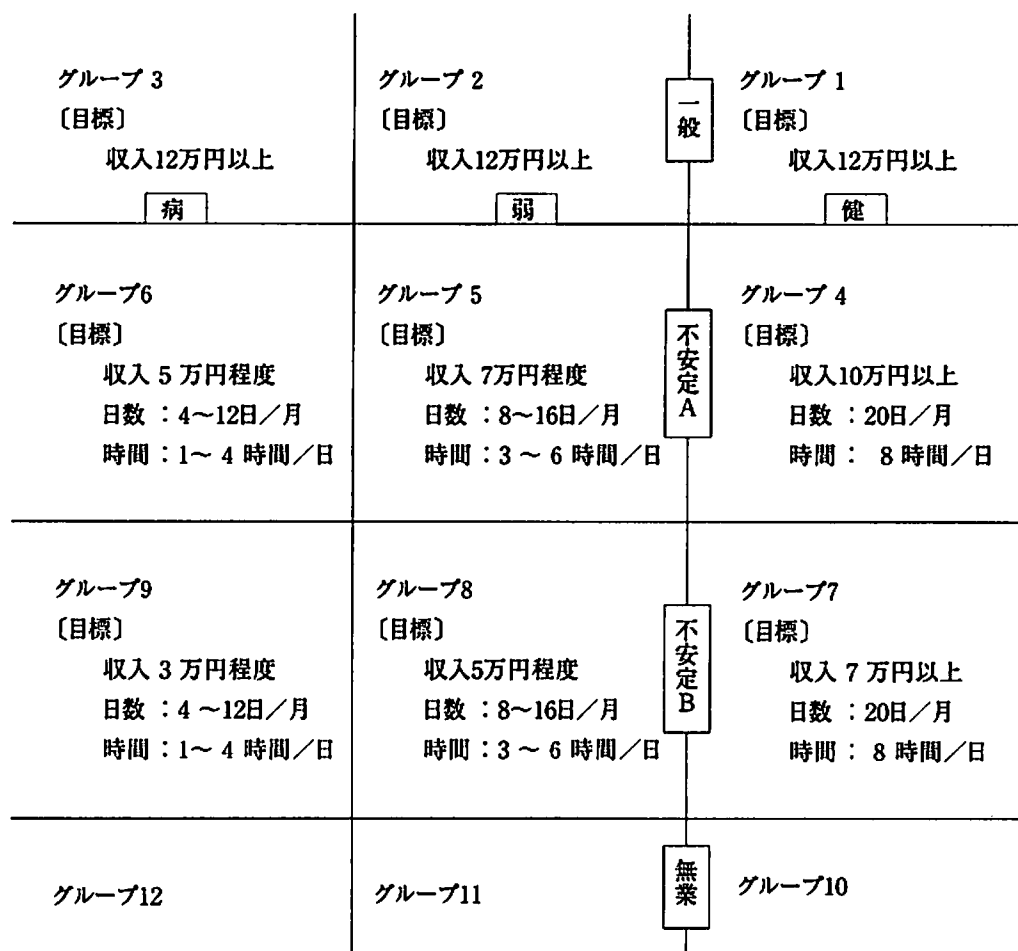 グループ 3
〔目標〕
収入12万円以上
病
グループ 2
〔目標〕
収入12万円以上
弱
一般
グループ 1
〔目標〕
収入12万円以上
健
グループ6
〔目標〕
収入 5 万円程度
日数 ：4～12日／月
時間：1～ 4 時間／日
グループ 5
〔目標〕
収入 7万円程度
日数 ：8～16日／月
時間 ：3 ～ 6 時間／日
不安定A
グループ 4
〔目標〕
収入10万円以上
日数 ：20日／月
時間 ： 8 時間／日
グループ9
〔目標〕
収入 3 万円程度
日数 ：4 ～12日／月
時間：1～ 4 時間／日
グループ8
〔目標〕
収入5万円程度
日数 ：8～16日／月
時間 ：3 ～ 6 時間／日
不安定B
グループ7
〔目標〕
収入 7 万円以上
日数 ：20日／月
時間 ： 8 時間／日
グループ12
グループ11
無業
グループ10